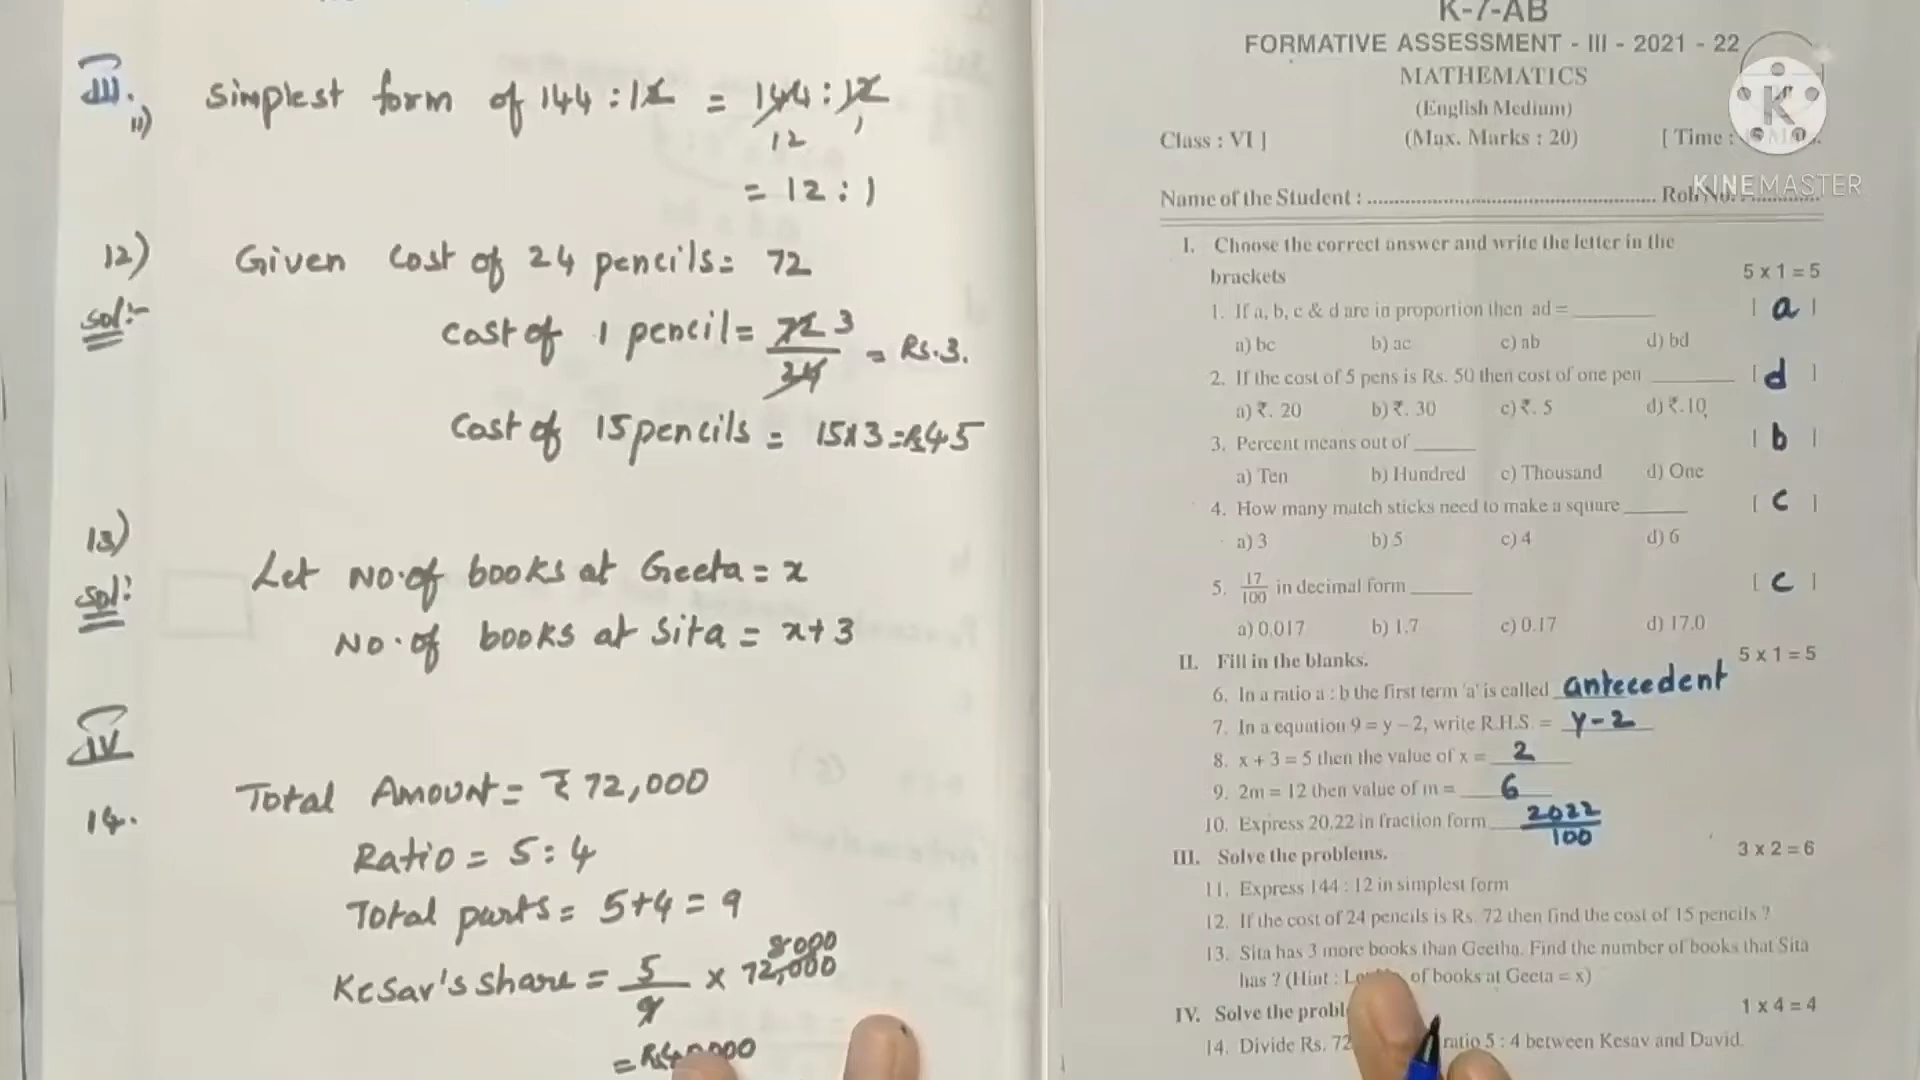 III.
11) Simplest form of 144 : 12 = 144 : 12
12 1
= 12 : 1
12) Given cost of 24 pencils = 72
Sol:-
cost of 1 pencil = 72 3 / 24 = Rs. 3.
Cost of 15 pencils = 15x3 = Rs45
13)
Sol:
Let NO. of books at Geeta = x
NO. of books at Sita = x+3
IV
14. Total Amount = ₹ 72,000
Ratio = 5 : 4
Total parts = 5+4 = 9
Kesav's share = 5/9 x 72,000 8000
= Rs40000
K-7-AB
FORMATIVE ASSESSMENT - III - 2021 - 22
MATHEMATICS
(English Medium)
Class : VI ] (Max. Marks : 20) [ Time :
K
KINEMASTER
Name of the Student : Roll No.
I. Choose the correct answer and write the letter in the
brackets 5 x 1 = 5
1. If a, b, c & d are in proportion then ad = ______ [ a ]
a) bc b) ac c) ab d) bd
2. If the cost of 5 pens is Rs. 50 then cost of one pen ______ [ d ]
a) ₹. 20 b) ₹. 30 c) ₹. 5 d) ₹. 10
3. Percent means out of ______ [ b ]
a) Ten b) Hundred c) Thousand d) One
4. How many match sticks need to make a square ______ [ c ]
a) 3 b) 5 c) 4 d) 6
5. 17/100 in decimal form ______ [ c ]
a) 0.017 b) 1.7 c) 0.17 d) 17.0
II. Fill in the blanks. 5 x 1 = 5
6. In a ratio a : b the first term 'a' is called antecedent
7. In a equation 9 = y – 2, write R.H.S. = y-2
8. x + 3 = 5 then the value of x = 2
9. 2m = 12 then value of m = 6
10. Express 20.22 in fraction form 2022/100
III. Solve the problems. 3 x 2 = 6
11. Express 144 : 12 in simplest form
12. If the cost of 24 pencils is Rs. 72 then find the cost of 15 pencils ?
13. Sita has 3 more books than Geetha. Find the number of books that Sita
has ? (Hint : of books at Geeta = x)
IV. Solve the probl 1 x 4 = 4
14. Divide Rs. 72 ratio 5 : 4 between Kesav and David.